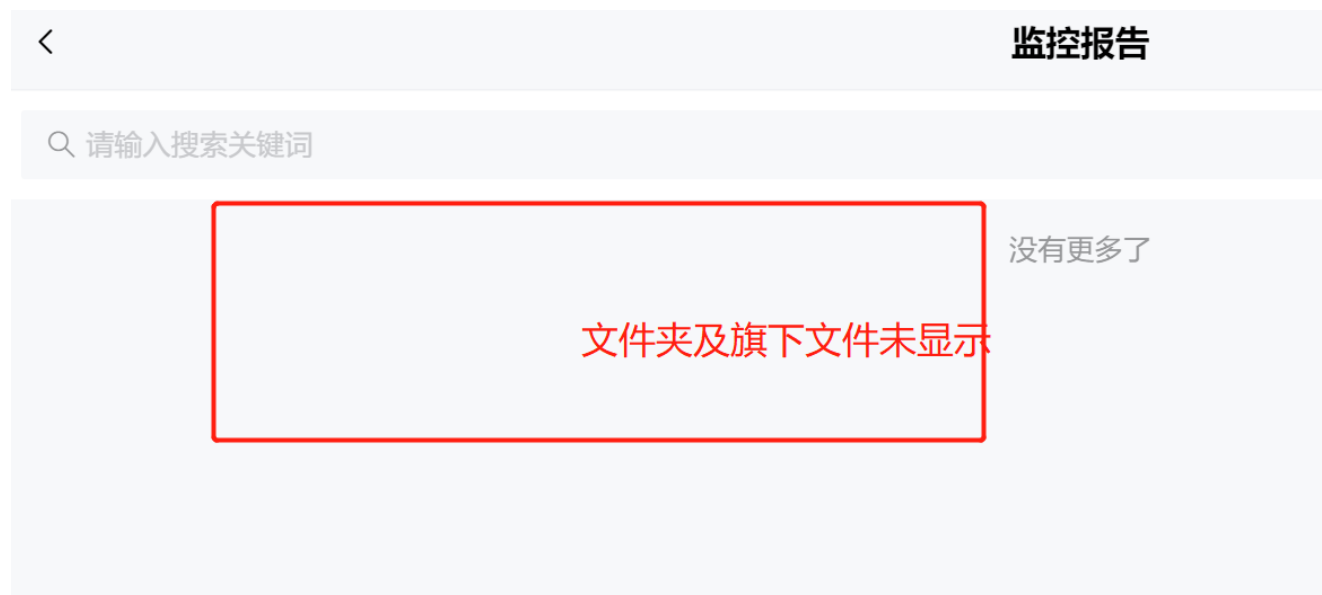 监控报告
请输入搜索关键词
没有更多了
文件夹及旗下文件未显示